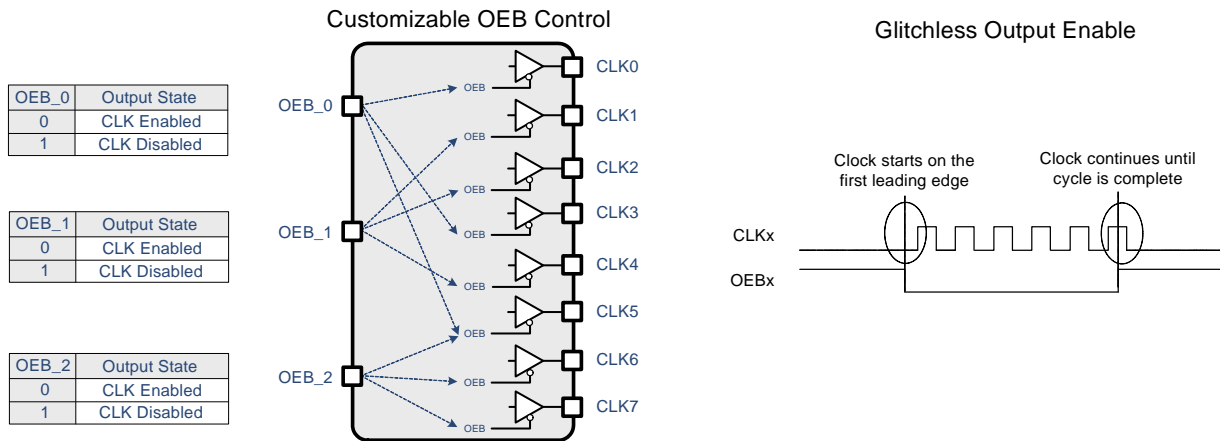 Customizable OEB Control
Glitchless Output Enable
OEB_0 Output State
0 CLK Enabled
1 CLK Disabled
OEB_1 Output State
0 CLK Enabled
1 CLK Disabled
OEB_2 Output State
0 CLK Enabled
1 CLK Disabled
OEB_0
OEB_1
OEB_2
OEB
CLK0
OEB
CLK1
OEB
CLK2
OEB
CLK3
OEB
CLK4
OEB
CLK5
OEB
CLK6
OEB
CLK7
Clock starts on the
first leading edge
Clock continues until
cycle is complete
CLKx
OEBx